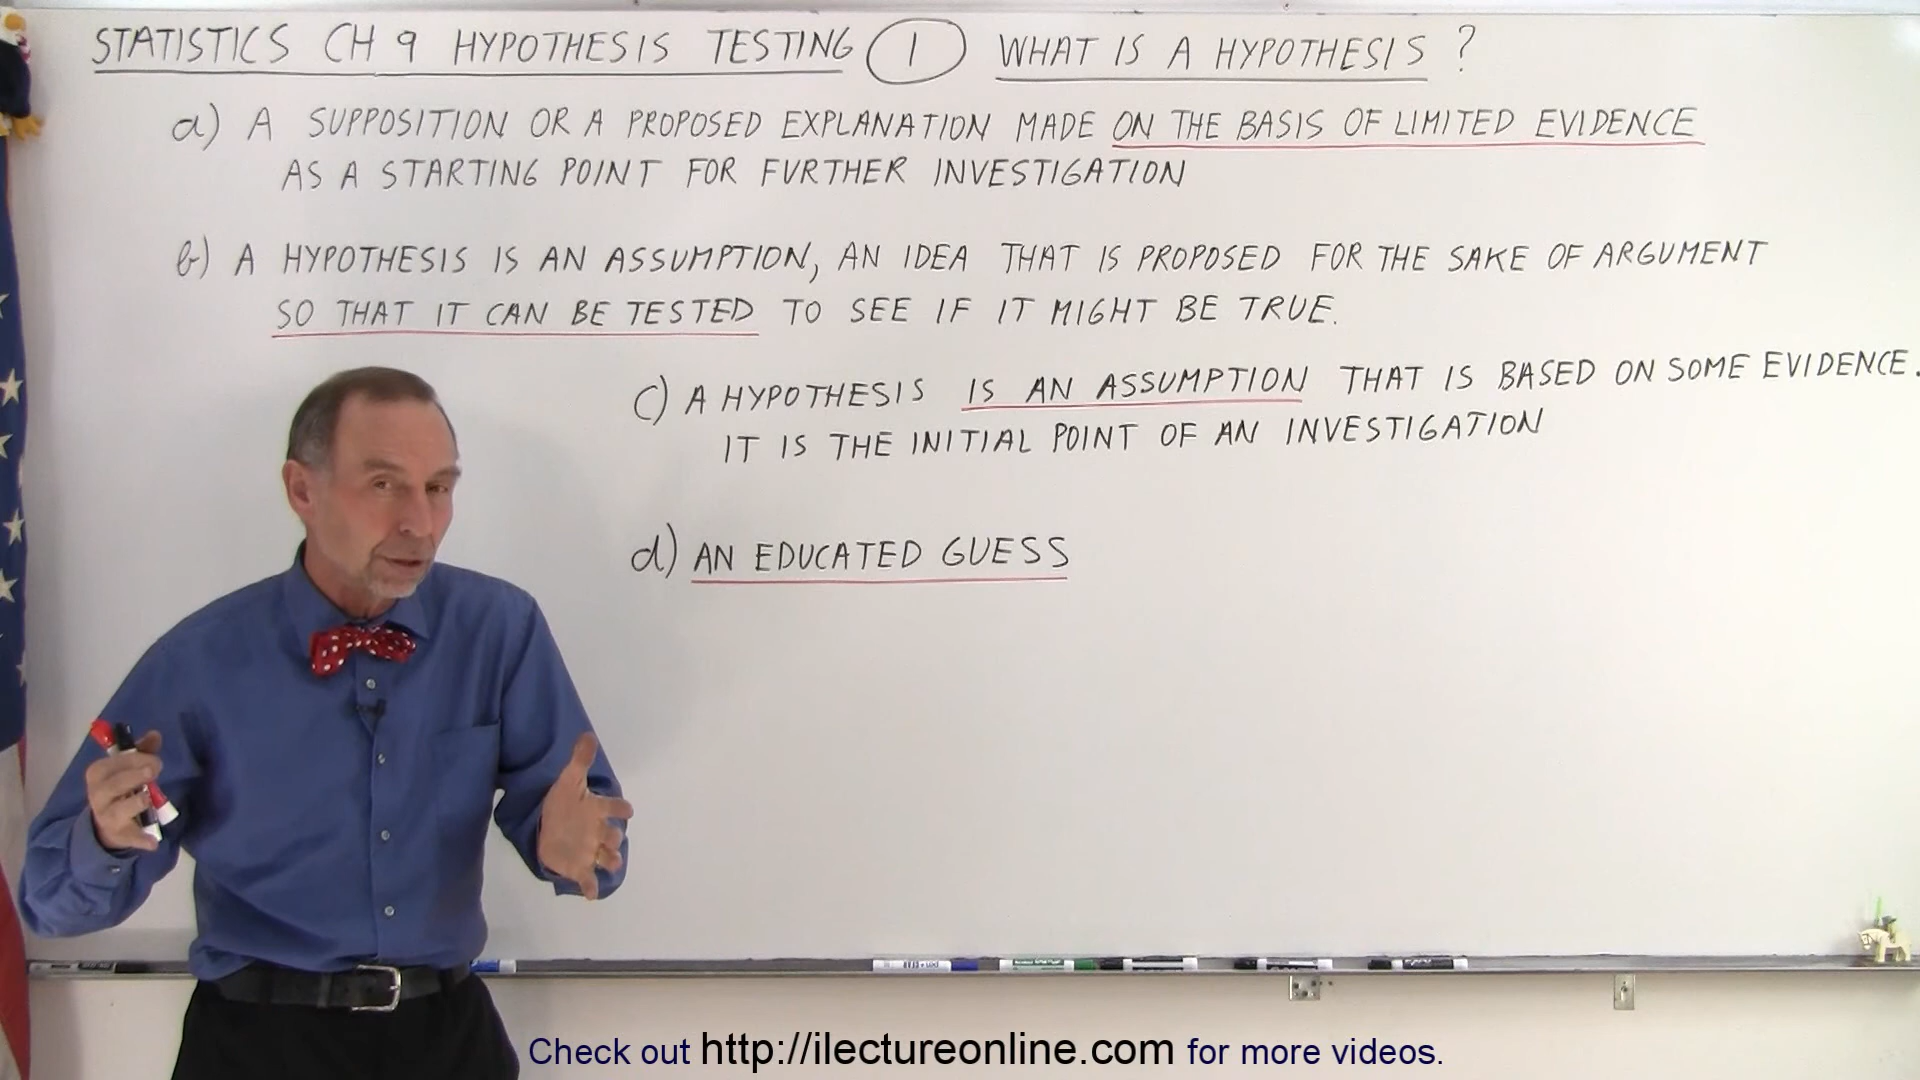 STATISTICS CH 9 HYPOTHESIS TESTING 1 WHAT IS A HYPOTHESIS ?
a) A SUPPOSITION OR A PROPOSED EXPLANATION MADE ON THE BASIS OF LIMITED EVIDENCE
AS A STARTING POINT FOR FURTHER INVESTIGATION
b) A HYPOTHESIS IS AN ASSUMPTION, AN IDEA THAT IS PROPOSED FOR THE SAKE OF ARGUMENT
SO THAT IT CAN BE TESTED TO SEE IF IT MIGHT BE TRUE.
c) A HYPOTHESIS IS AN ASSUMPTION THAT IS BASED ON SOME EVIDENCE.
IT IS THE INITIAL POINT OF AN INVESTIGATION
d) AN EDUCATED GUESS
Check out http://ilectureonline.com for more videos.